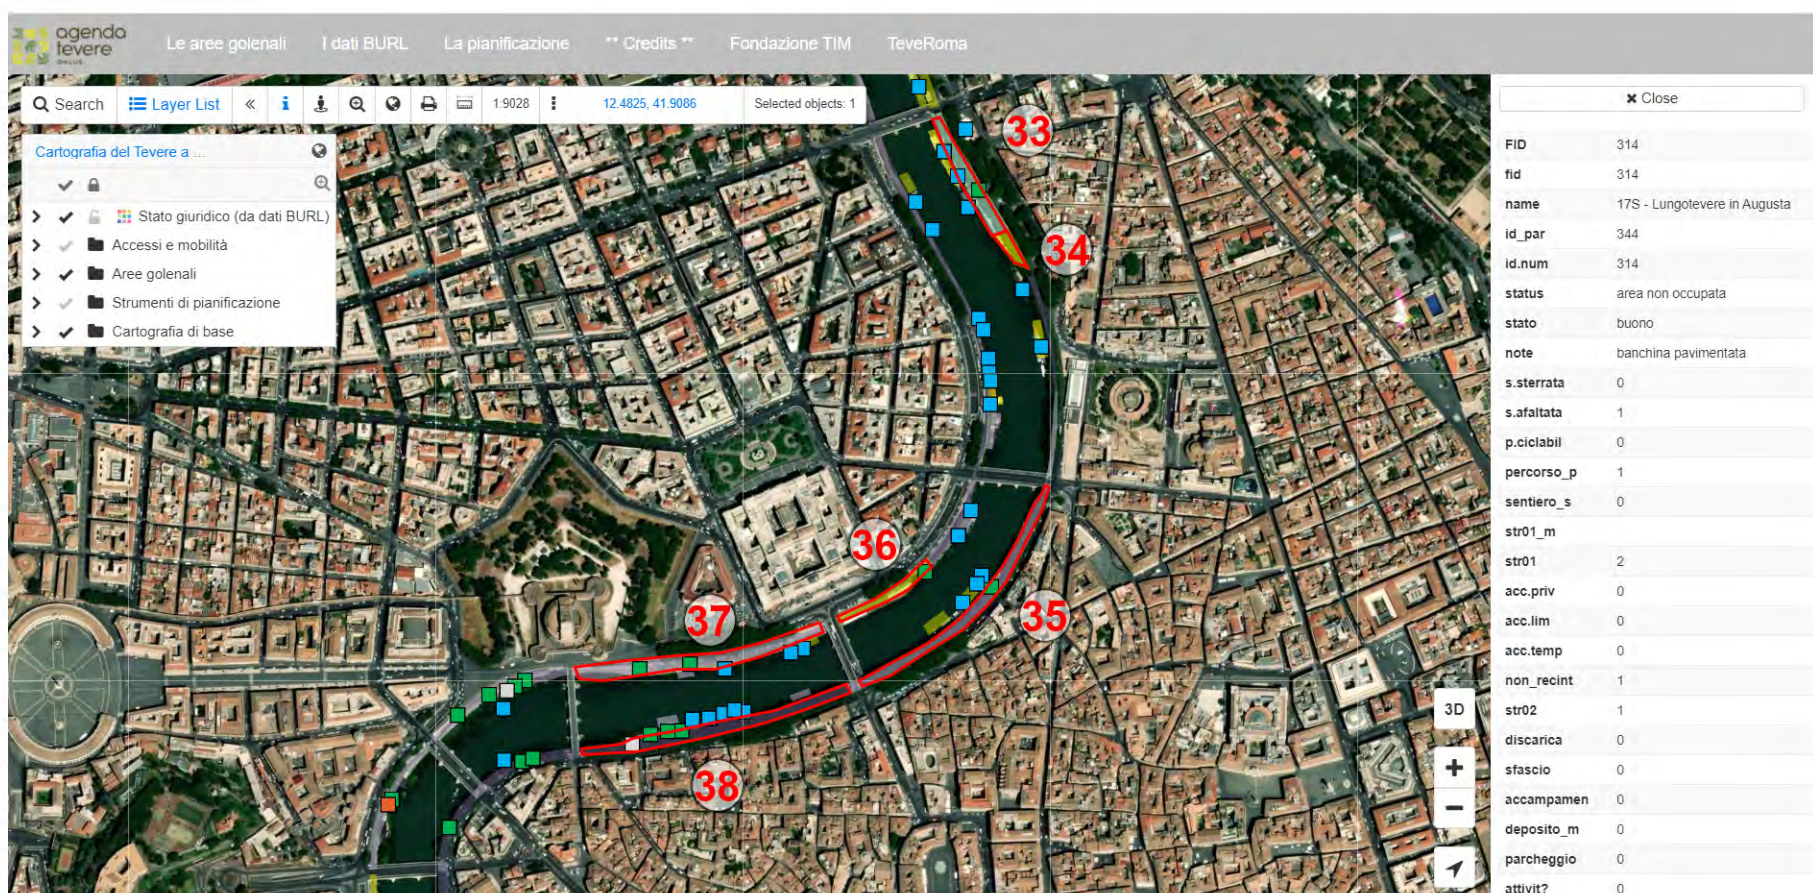 agenda
tevere
ONLUS
Le aree golenali
I dati BURL
La pianificazione
** Credits **
Fondazione TIM
TeveRoma
Search
Layer List
«
i
1:9028
12.4825, 41.9086
Selected objects: 1
Cartografia del Tevere a ...
Stato giuridico (da dati BURL)
Accessi e mobilità
Aree golenali
Strumenti di pianificazione
Cartografia di base
33
34
36
37
35
38
3D
+
−
✖ Close
FID 314
fid 314
name 17S - Lungotevere in Augusta
id_par 344
id.num 314
status area non occupata
stato buono
note banchina pavimentata
s.sterrata 0
s.afaltata 1
p.ciclabil 0
percorso_p 1
sentiero_s 0
str01_m
str01 2
acc.priv 0
acc.lim 0
acc.temp 0
non_recint 1
str02 1
discarica 0
sfascio 0
accampamen 0
deposito_m 0
parcheggio 0
attivit? 0